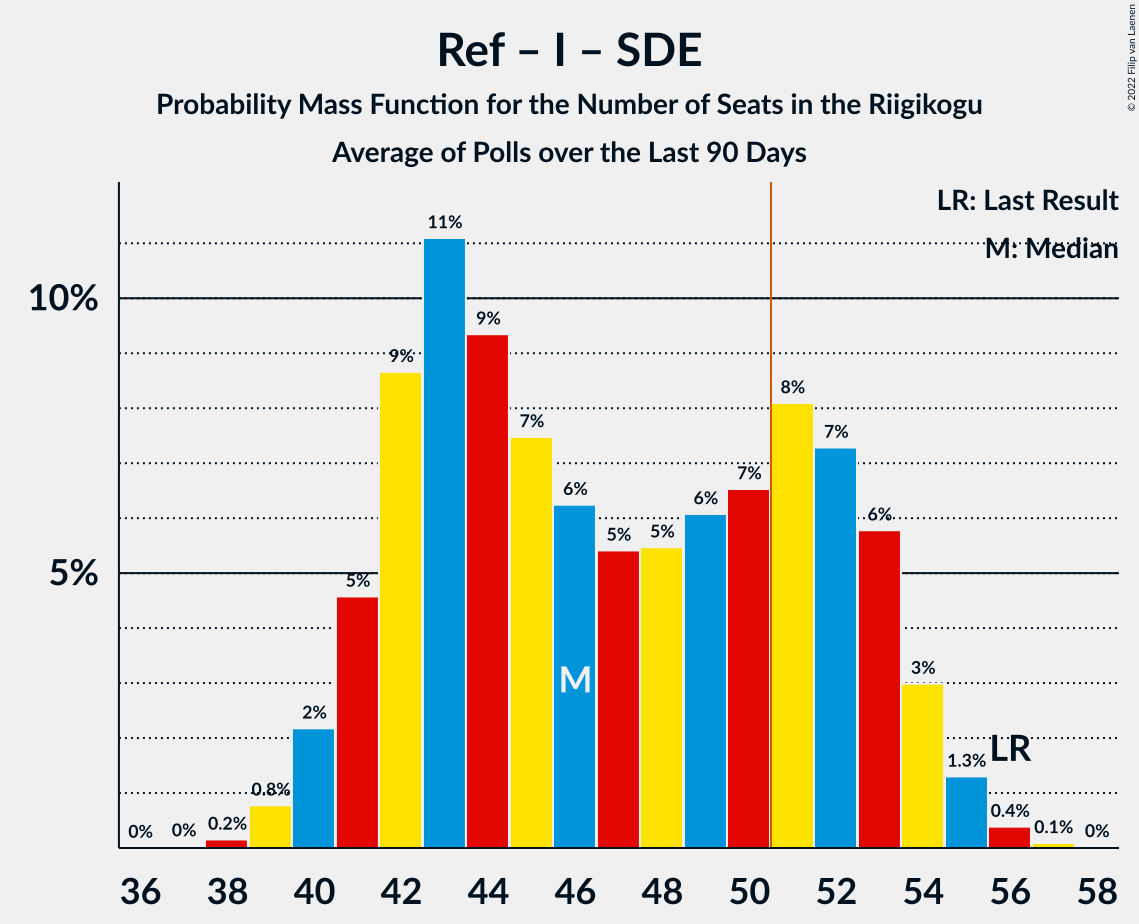 Ref – I – SDE
Probability Mass Function for the Number of Seats in the Riigikogu
Average of Polls over the Last 90 Days
© 2022 Filip van Laenen
LR: Last Result
M: Median
10%
5%
0%
0%
0.2%
0.8%
2%
5%
9%
11%
9%
7%
6%
5%
5%
6%
7%
8%
7%
6%
3%
1.3%
0.4%
0.1%
0%
M
LR
36 38 40 42 44 46 48 50 52 54 56 58